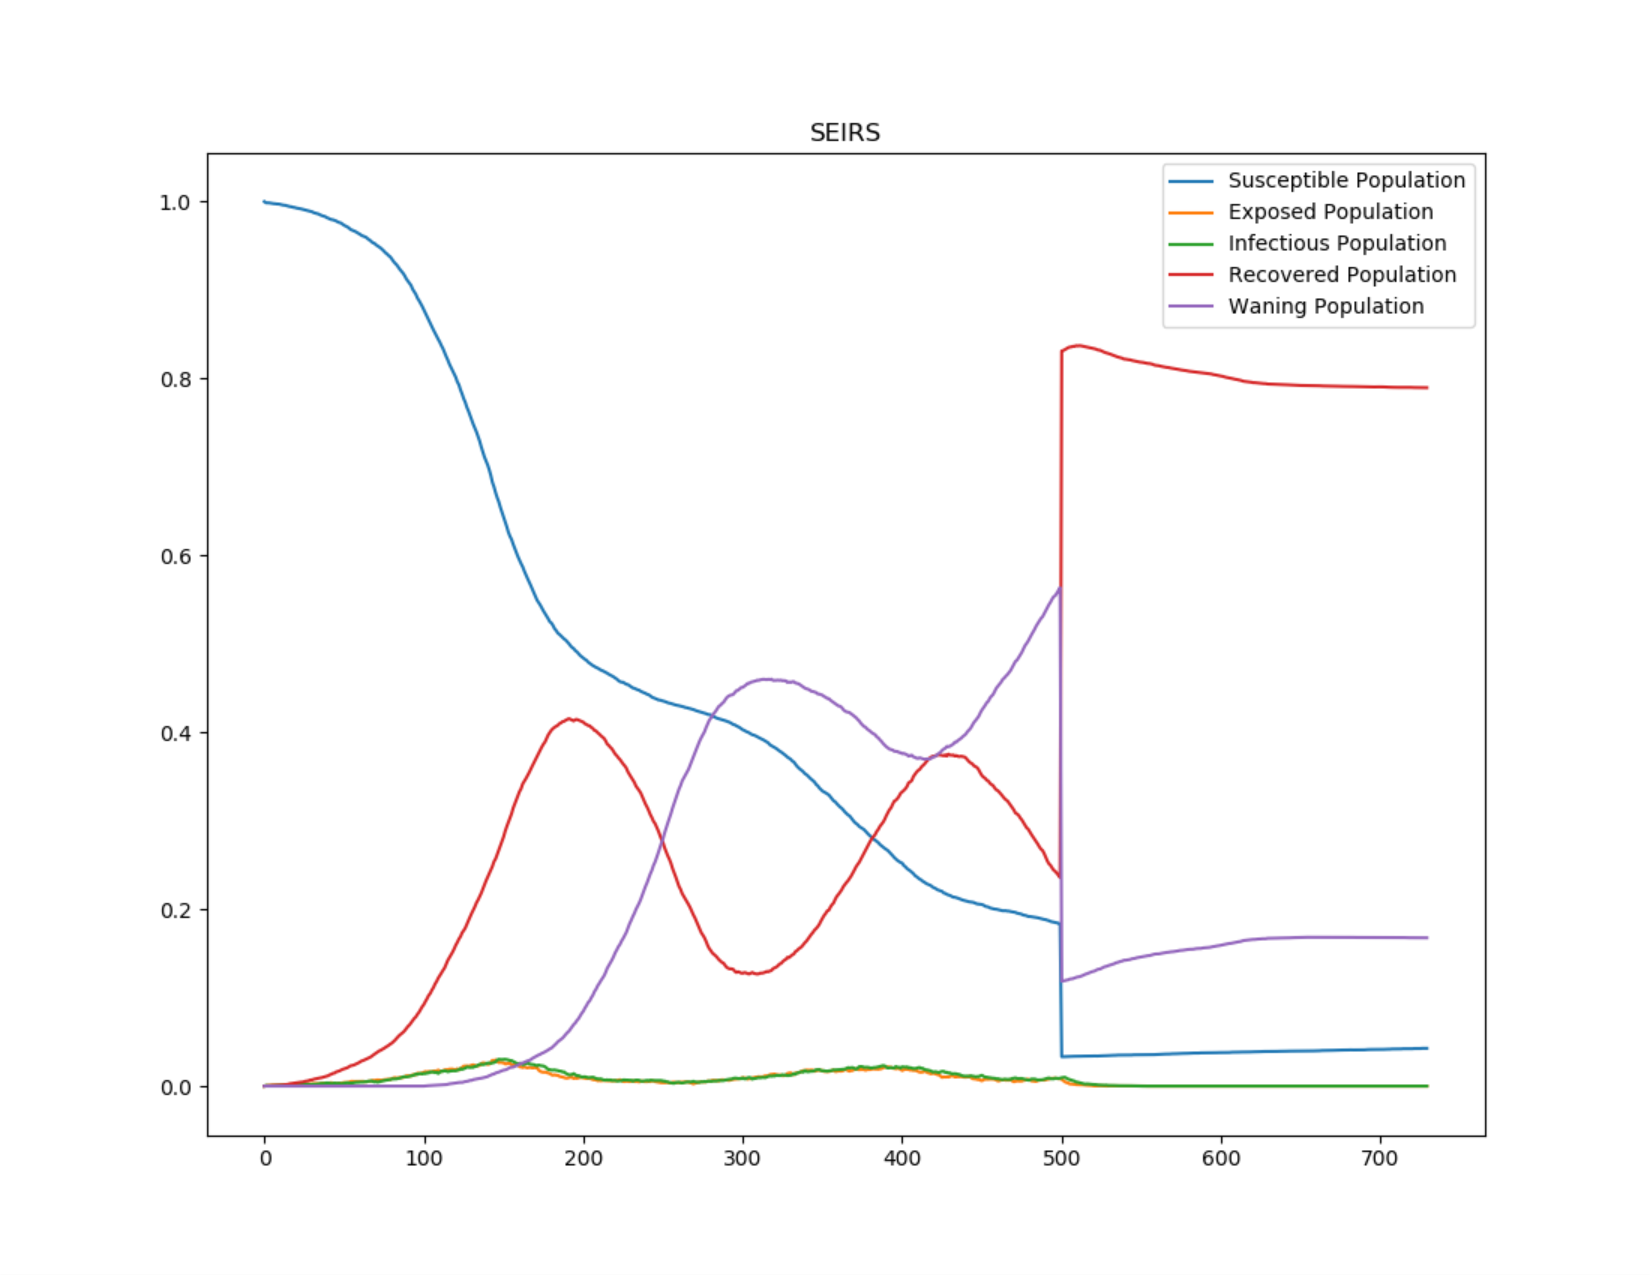 SEIRS
Susceptible Population
Exposed Population
Infectious Population
Recovered Population
Waning Population
1.0
0.8
0.6
0.4
0.2
0.0
0 100 200 300 400 500 600 700